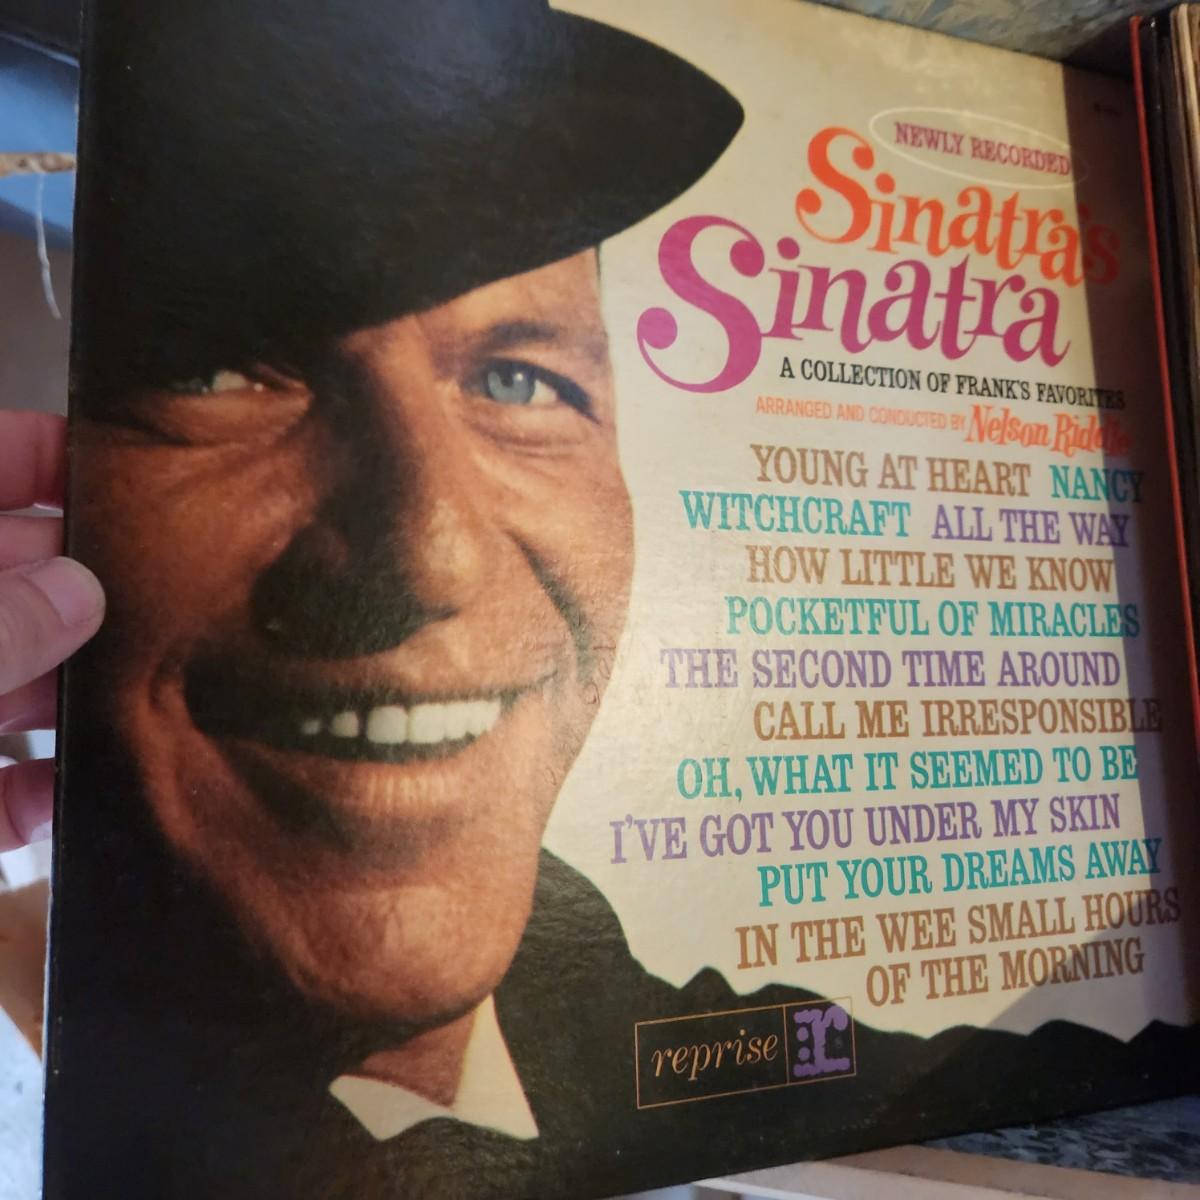 NEWLY RECORDED
Sinatra's
Sinatra
A COLLECTION OF FRANK'S FAVORITES
ARRANGED AND CONDUCTED BY Nelson Riddle
YOUNG AT HEART NANCY
WITCHCRAFT ALL THE WAY
HOW LITTLE WE KNOW
POCKETFUL OF MIRACLES
THE SECOND TIME AROUND
CALL ME IRRESPONSIBLE
OH, WHAT IT SEEMED TO BE
I'VE GOT YOU UNDER MY SKIN
PUT YOUR DREAMS AWAY
IN THE WEE SMALL HOURS
OF THE MORNING
reprise r